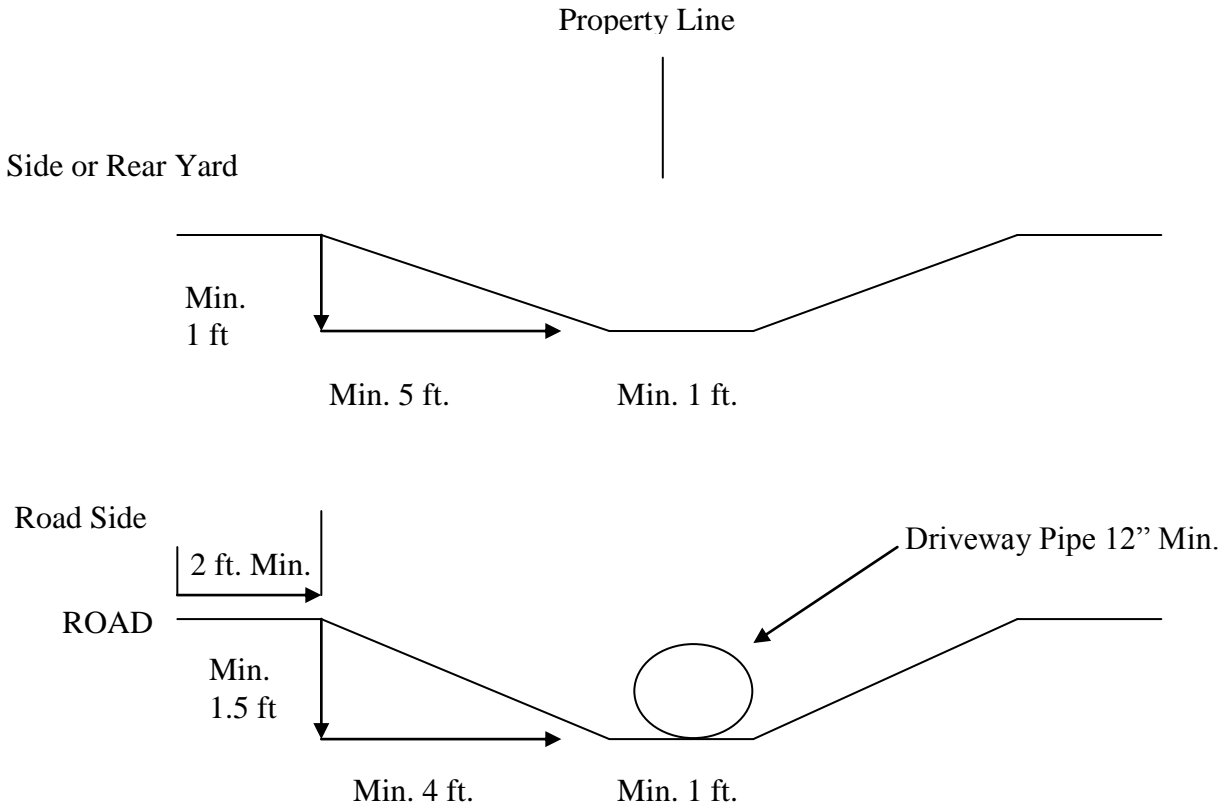 Property Line
Side or Rear Yard
Min.
1 ft
Min. 5 ft.
Min. 1 ft.
Road Side
Driveway Pipe 12” Min.
2 ft. Min.
ROAD
Min.
1.5 ft
Min. 4 ft.
Min. 1 ft.